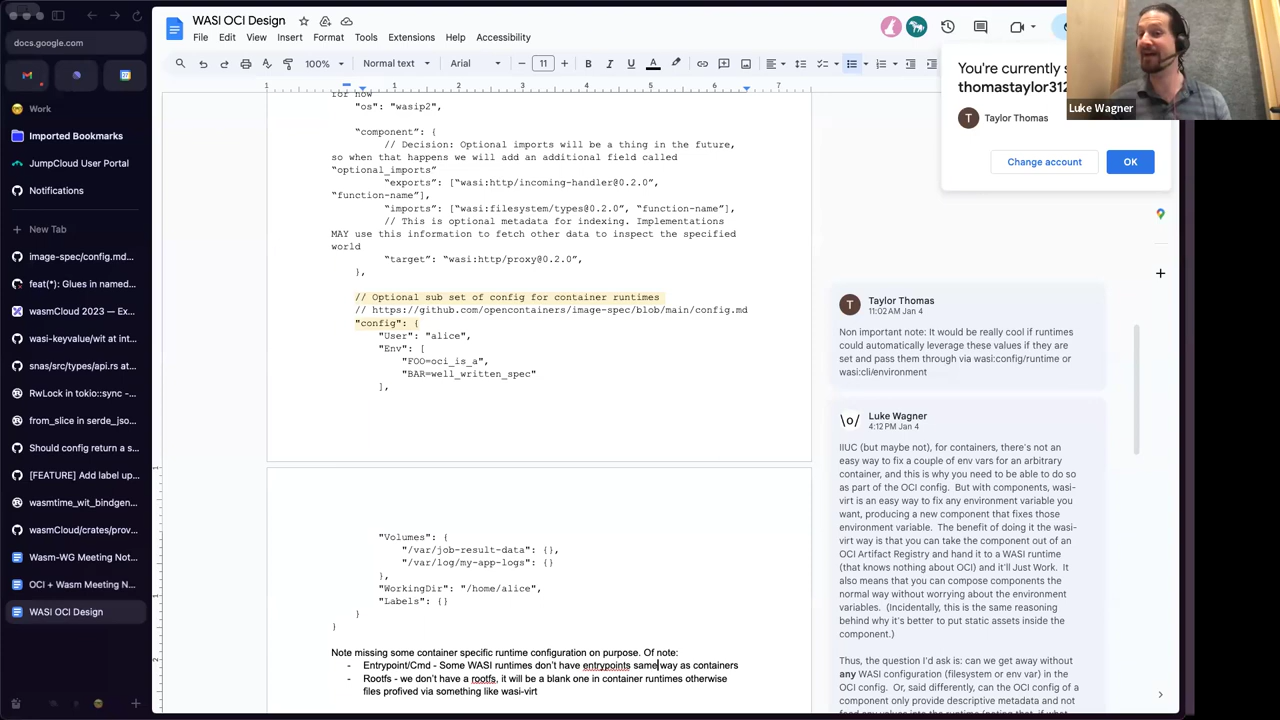 docs.google.com
Work
Imported Bookmarks
JumpCloud User Portal
Notifications
New Tab
image-spec/config.md...
feat(*): Glues in named...
wasmCloud 2023 — Exp...
wasi-keyvalue/wit at int...
snas/src/types/api.rs at...
RwLock in tokio::sync -...
from_slice in serde_jso...
Should config return a s...
[FEATURE] Add label up...
wasmtime_wit_bindgen...
wasmCloud/crates/prov...
Wasm-WG Meeting Not...
OCI + Wasm Meeting N...
WASI OCI Design
WASI OCI Design
File Edit View Insert Format Tools Extensions Help Accessibility
100% Normal text Arial 11 B I U A
1 1 2 3 4 5 6 7
for now
"os": "wasip2",
“component”: {
// Decision: Optional imports will be a thing in the future,
so when that happens we will add an additional field called
“optional_imports”
“exports”: [“wasi:http/incoming-handler@0.2.0”,
“function-name”],
“imports”: [“wasi:filesystem/types@0.2.0”, “function-name”],
// This is optional metadata for indexing. Implementations
MAY use this information to fetch other data to inspect the specified
world
“target”: “wasi:http/proxy@0.2.0”,
},
// Optional sub set of config for container runtimes
// https://github.com/opencontainers/image-spec/blob/main/config.md
"config": {
"User": "alice",
"Env": [
"FOO=oci_is_a",
"BAR=well_written_spec"
],
"Volumes": {
"/var/job-result-data": {},
"/var/log/my-app-logs": {}
},
"WorkingDir": "/home/alice",
"Labels": {}
}
}
Note missing some container specific runtime configuration on purpose. Of note:
- Entrypoint/Cmd - Some WASI runtimes don’t have entrypoints same way as containers
- Rootfs - we don’t have a rootfs, it will be a blank one in container runtimes otherwise
files profived via something like wasi-virt
You're currently s
thomastaylor312
T Taylor Thomas
Change account OK
Luke Wagner
T Taylor Thomas
11:02 AM Jan 4
Non important note: It would be really cool if runtimes
could automatically leverage these values if they are
set and pass them through via wasi:config/runtime or
wasi:cli/environment
\o/ Luke Wagner
4:12 PM Jan 4
IIUC (but maybe not), for containers, there's not an
easy way to fix a couple of env vars for an arbitrary
container, and this is why you need to be able to do so
as part of the OCI config. But with components, wasi-
virt is an easy way to fix any environment variable you
want, producing a new component that fixes those
environment variable. The benefit of doing it the wasi-
virt way is that you can take the component out of an
OCI Artifact Registry and hand it to a WASI runtime
(that knows nothing about OCI) and it'll Just Work. It
also means that you can compose components the
normal way without worrying about the environment
variables. (Incidentally, this is the same reasoning
behind why it's better to put static assets inside the
component.)
Thus, the question I'd ask is: can we get away without
any WASI configuration (filesystem or env var) in the
OCI config. Or, said differently, can the OCI config of a
component only provide descriptive metadata and not